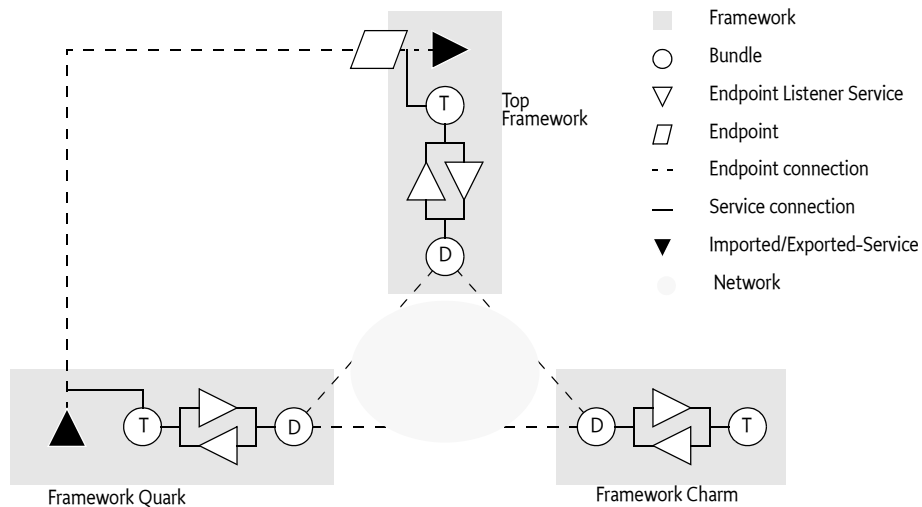 Framework
Bundle
Endpoint Listener Service
Endpoint
Endpoint connection
Service connection
Imported/Exported-Service
Network
T
Top
Framework
D
T
D
D
T
Framework Quark
Framework Charm